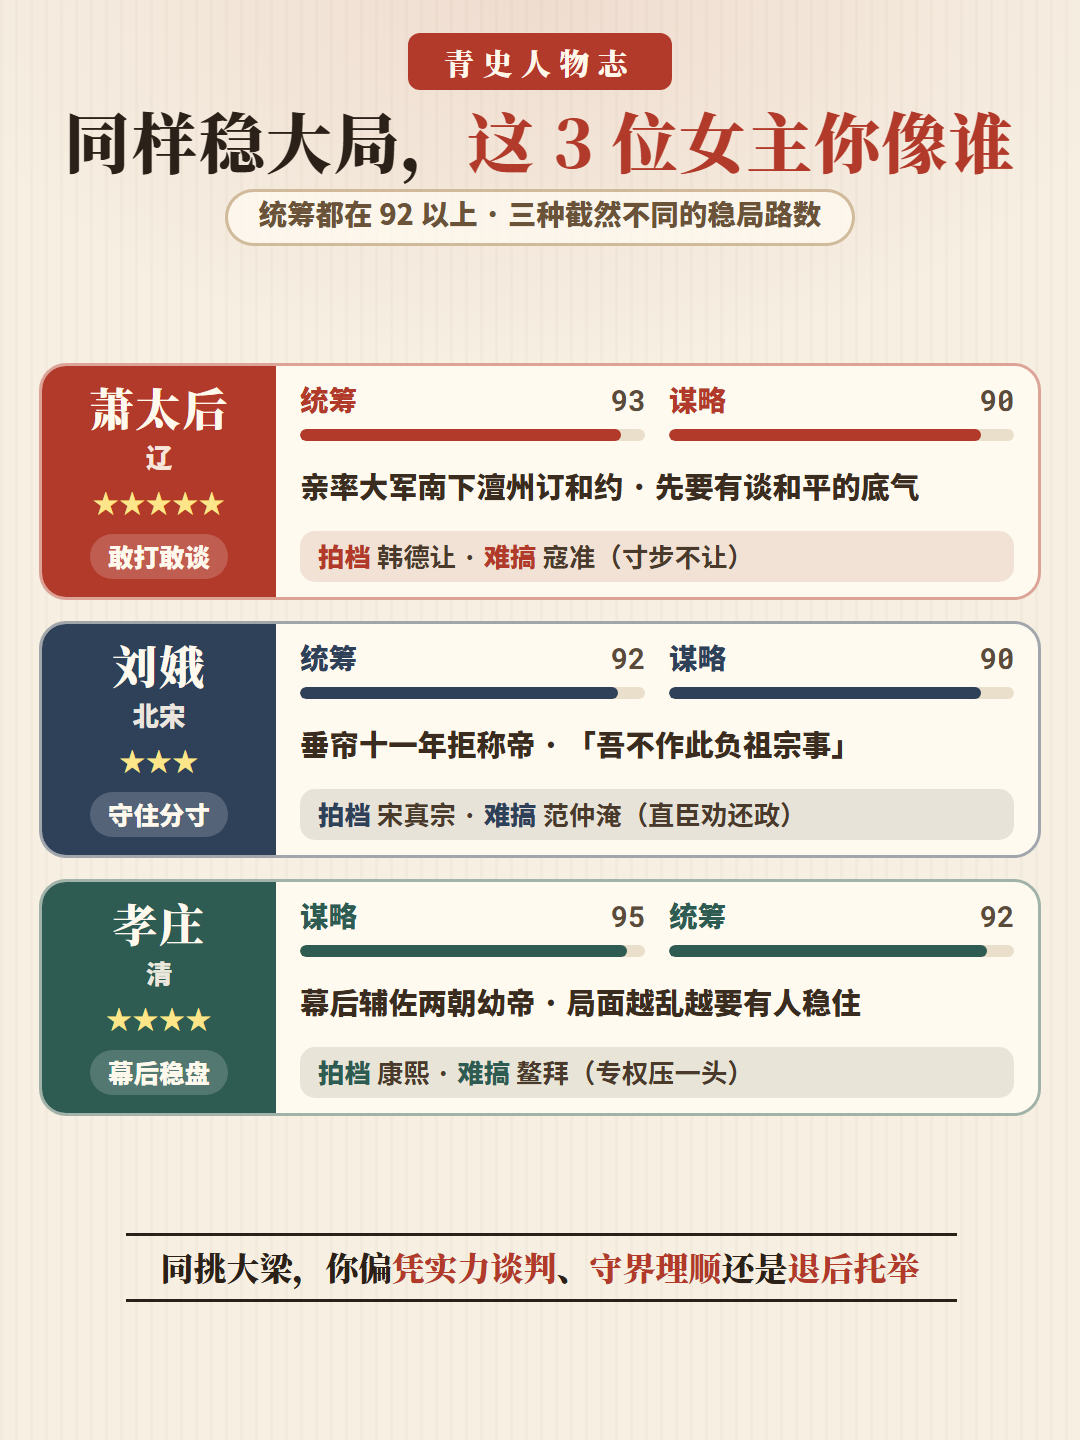 青史人物志
同样稳大局，这 3 位女主你像谁
统筹都在 92 以上 · 三种截然不同的稳局路数
萧太后
辽
★★★★★
敢打敢谈
统筹 93 谋略 90
亲率大军南下澶州订和约 · 先要有谈和平的底气
拍档 韩德让 · 难搞 寇准（寸步不让）
刘娥
北宋
★★★
守住分寸
统筹 92 谋略 90
垂帘十一年拒称帝 · 「吾不作此负祖宗事」
拍档 宋真宗 · 难搞 范仲淹（直臣劝还政）
孝庄
清
★★★★
幕后稳盘
谋略 95 统筹 92
幕后辅佐两朝幼帝 · 局面越乱越要有人稳住
拍档 康熙 · 难搞 鳌拜（专权压一头）
同挑大梁，你偏凭实力谈判、守界理顺还是退后托举